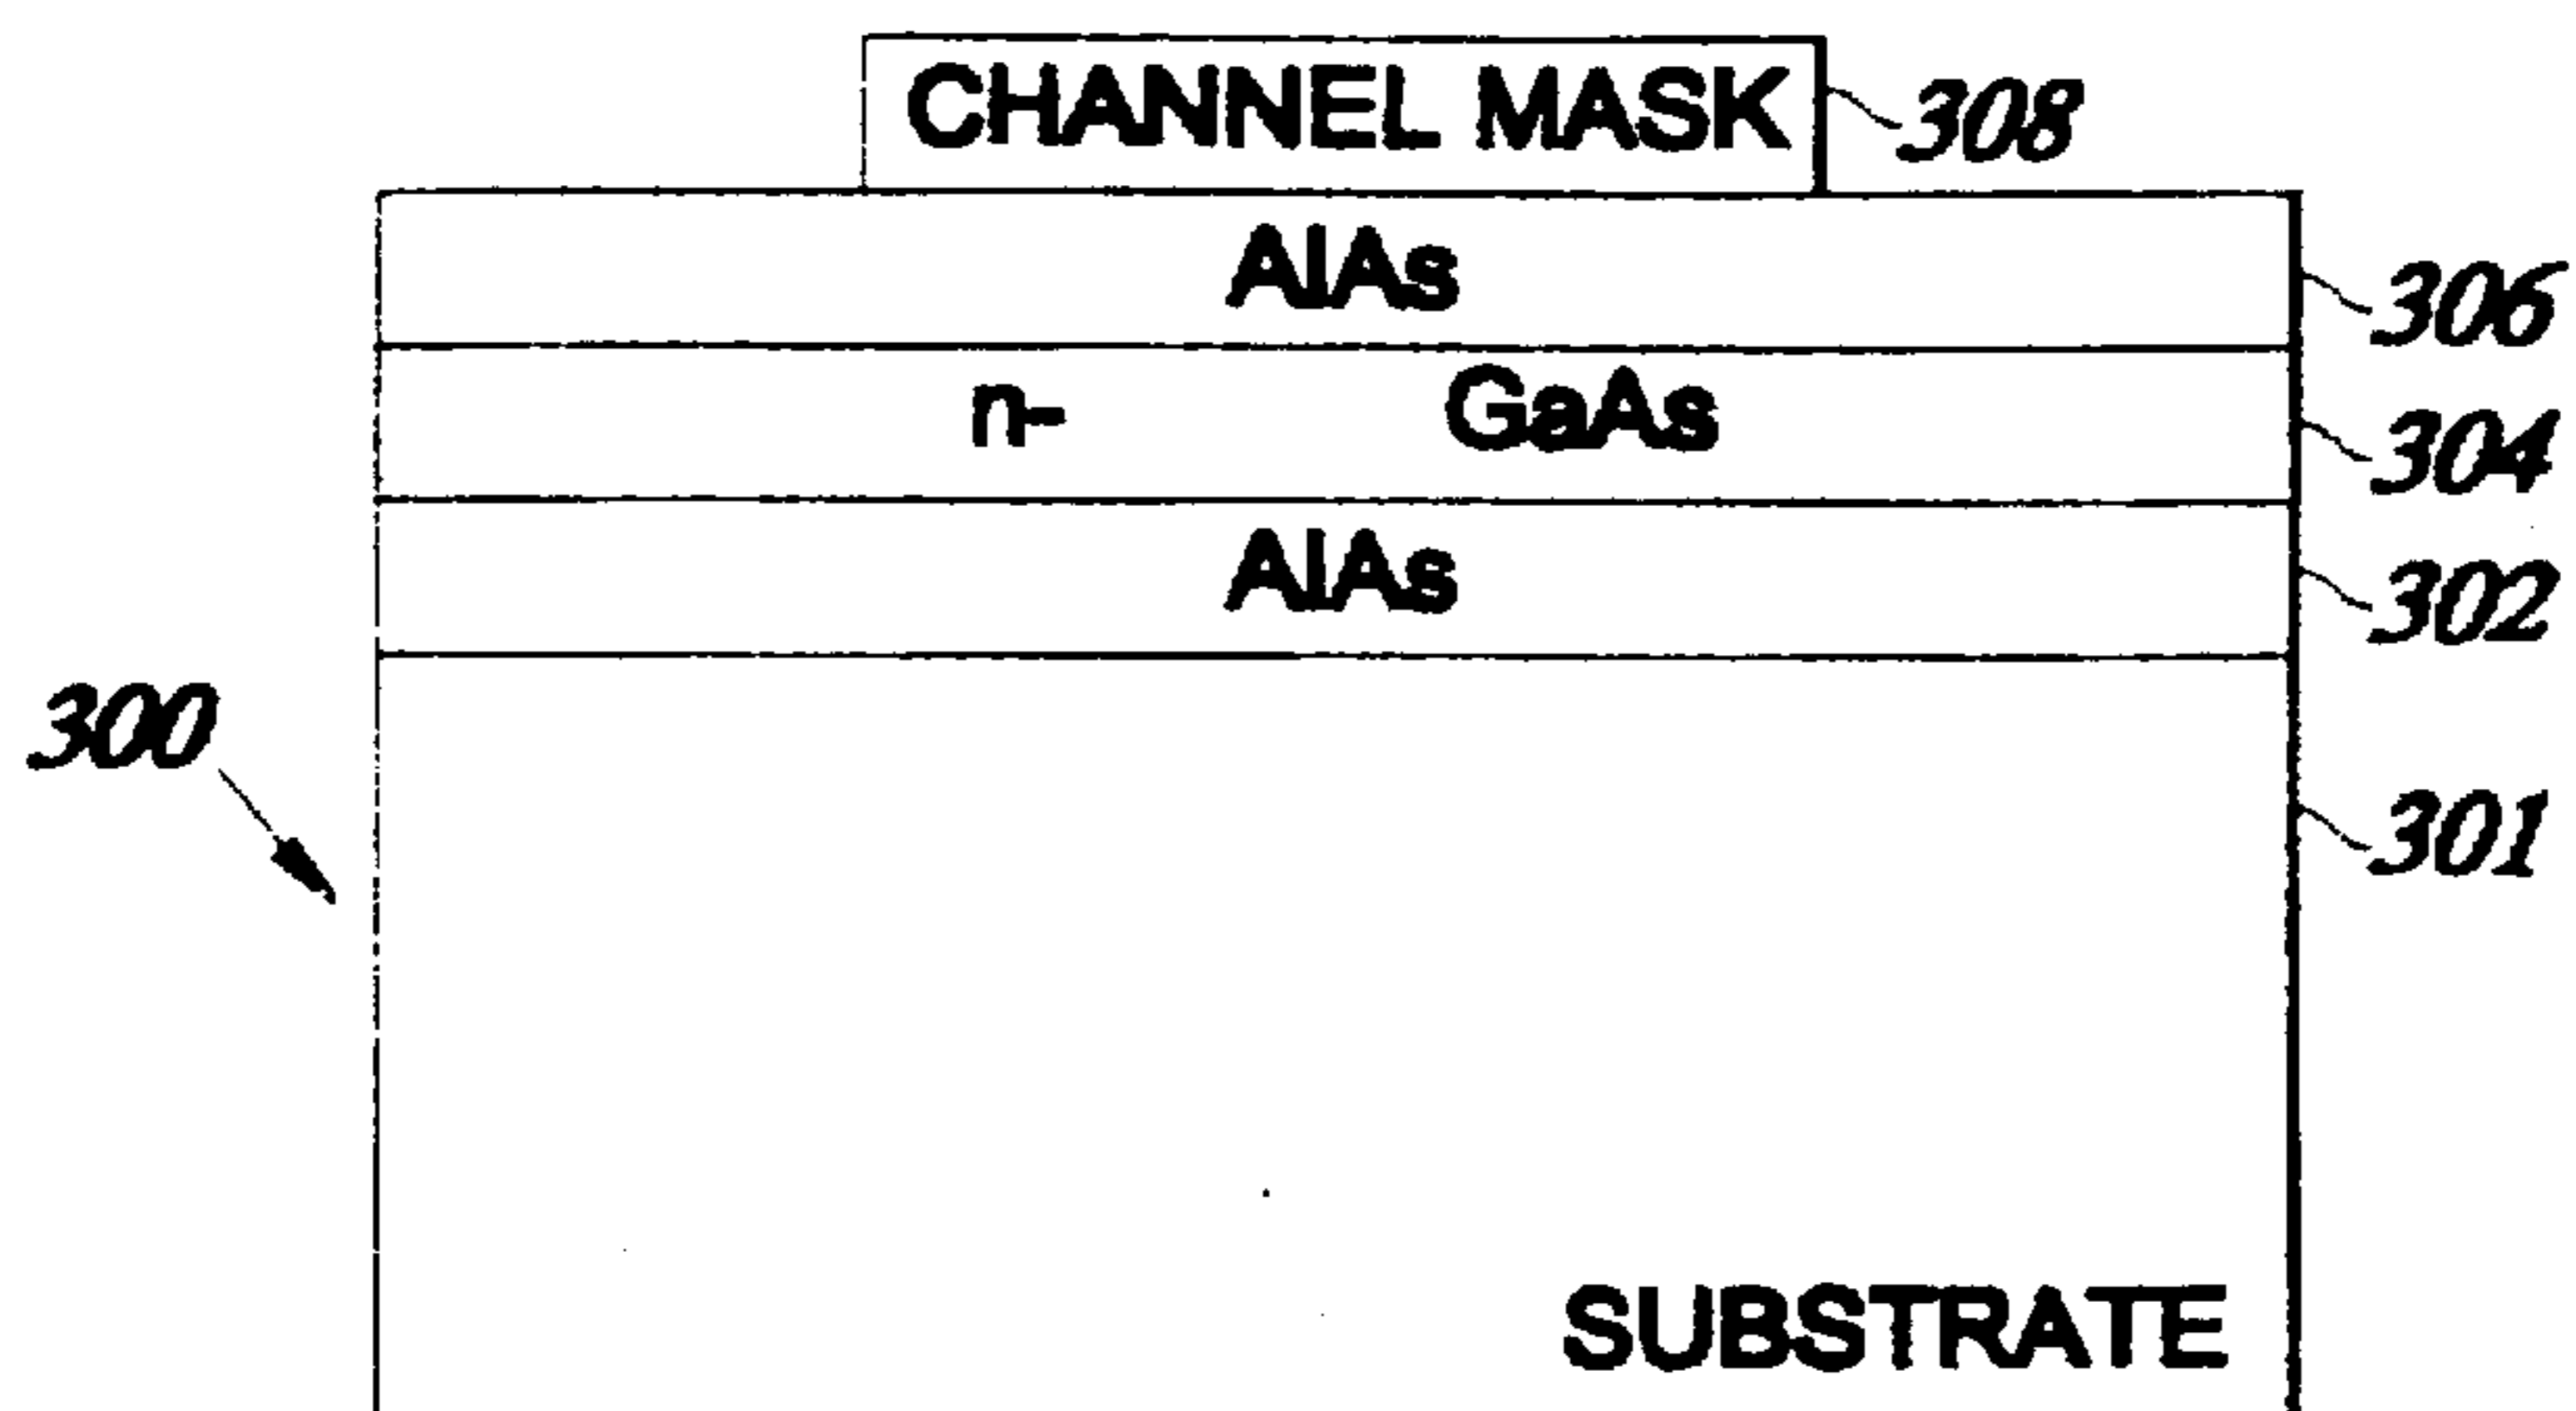 CHANNEL MASK 308
AlAs 306
n- GaAs 304
AlAs 302
300
301
SUBSTRATE